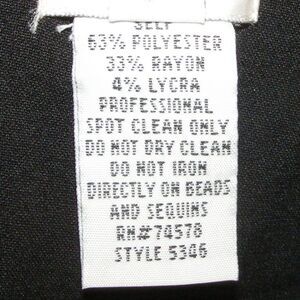 SELF
63% POLYESTER
33% RAYON
4% LYCRA
PROFESSIONAL
SPOT CLEAN ONLY
DO NOT DRY CLEAN
DO NOT IRON
DIRECTLY ON BEADS
AND SEQUINS
RN#74578
STYLE 5346